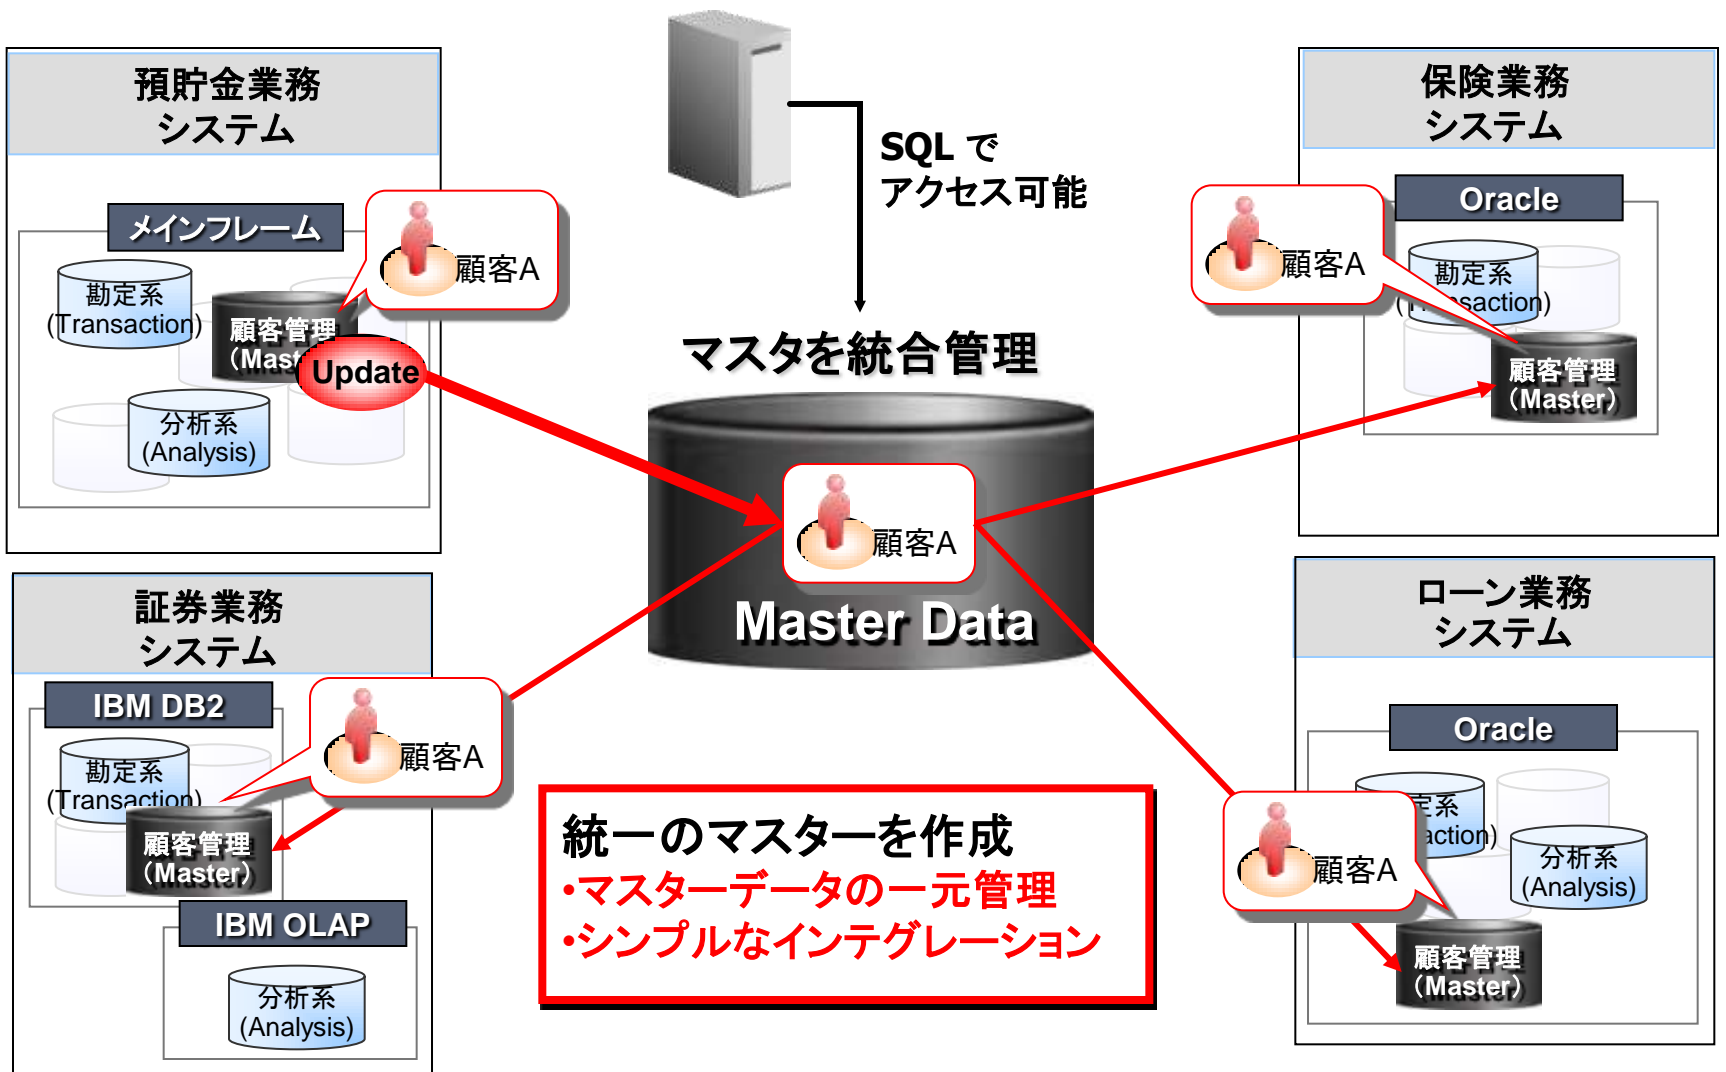 預貯金業務
システム
メインフレーム
顧客A
勘定系
(Transaction)
顧客管理
Update
分析系
(Analysis)
SQL で
アクセス可能
マスタを統合管理
顧客A
Master Data
保険業務
システム
Oracle
顧客A
勘定系
顧客管理
（Master）
証券業務
システム
IBM DB2
顧客A
勘定系
(Transaction)
顧客管理
（Master）
IBM OLAP
分析系
(Analysis)
統一のマスターを作成
•マスターデータの一元管理
•シンプルなインテグレーション
ローン業務
システム
Oracle
顧客A
分析系
(Analysis)
顧客管理
（Master）